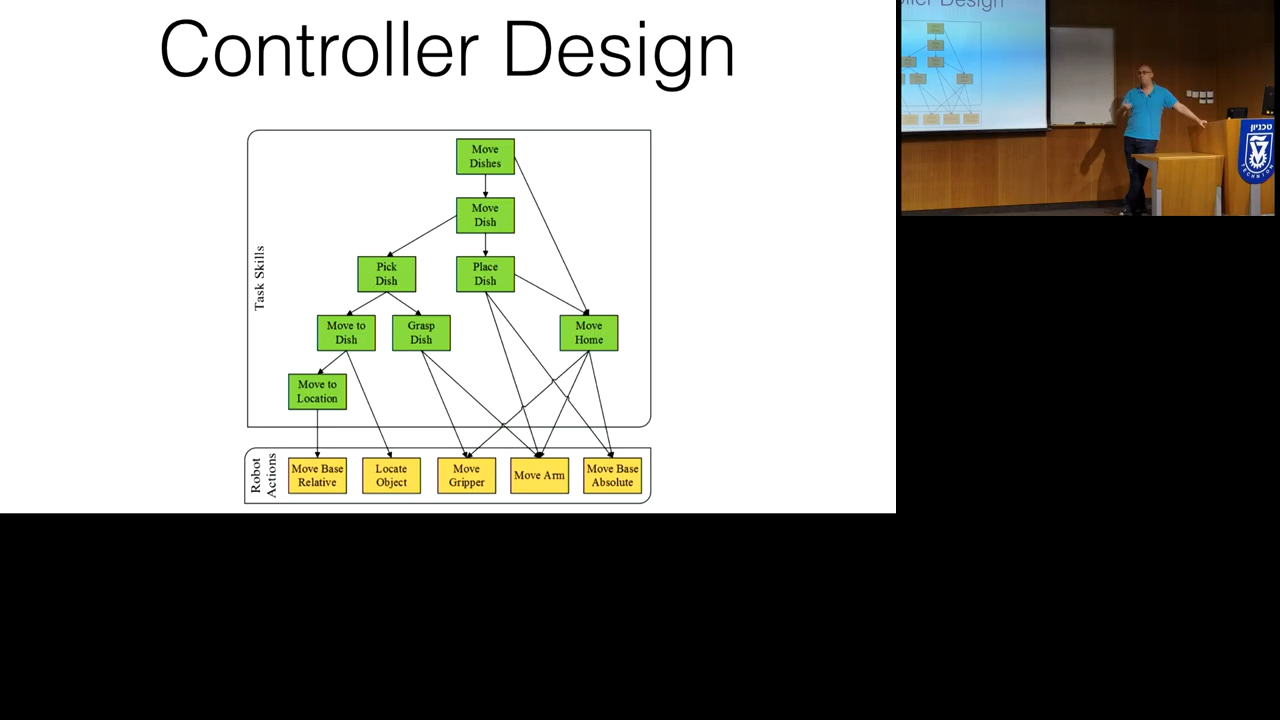 Controller Design
Move
Dishes
Move
Dish
Pick
Dish
Place
Dish
Task Skills
Move to
Dish
Grasp
Dish
Move
Home
Move to
Location
Robot
Actions
Move Base
Relative
Locate
Object
Move
Gripper
Move Arm
Move Base
Absolute
ller Design
טכניון
TECHNION